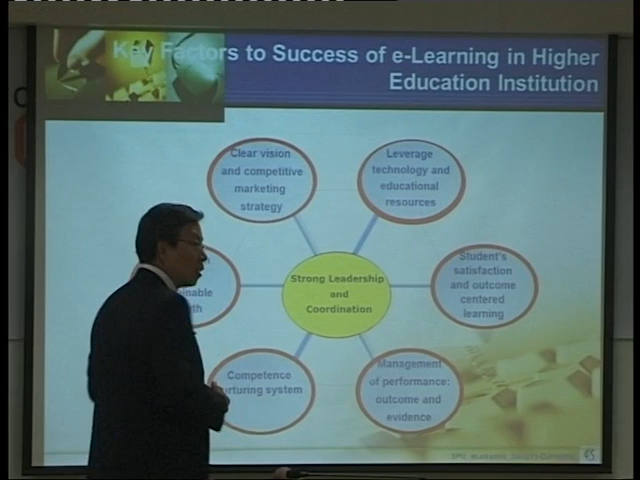 Key Factors to Success of e-Learning in Higher
Education Institution
Clear vision
and competitive
marketing
strategy
Leverage
technology and
educational
resources
Strong Leadership
and
Coordination
Student's
satisfaction
and outcome
centered
learning
Competence
Management
of performance:
outcome and
evidence